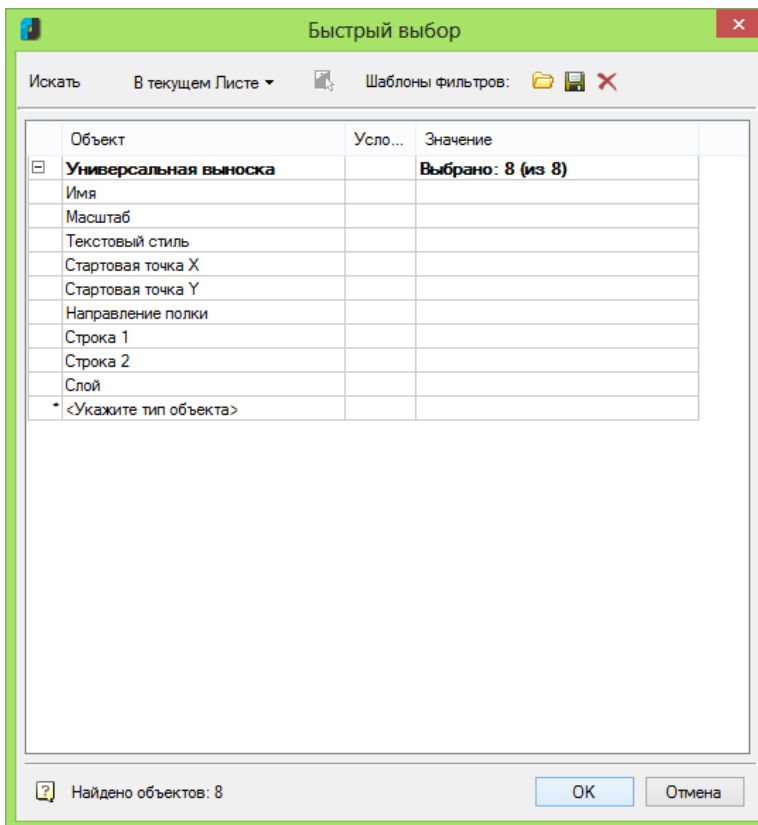 Быстрый выбор
Искать В текущем Листе Шаблоны фильтров:
Объект Усло... Значение
Универсальная выноска Выбрано: 8 (из 8)
Имя
Масштаб
Текстовый стиль
Стартовая точка X
Стартовая точка Y
Направление полки
Строка 1
Строка 2
Слой
* <Укажите тип объекта>
Найдено объектов: 8 OK Отмена